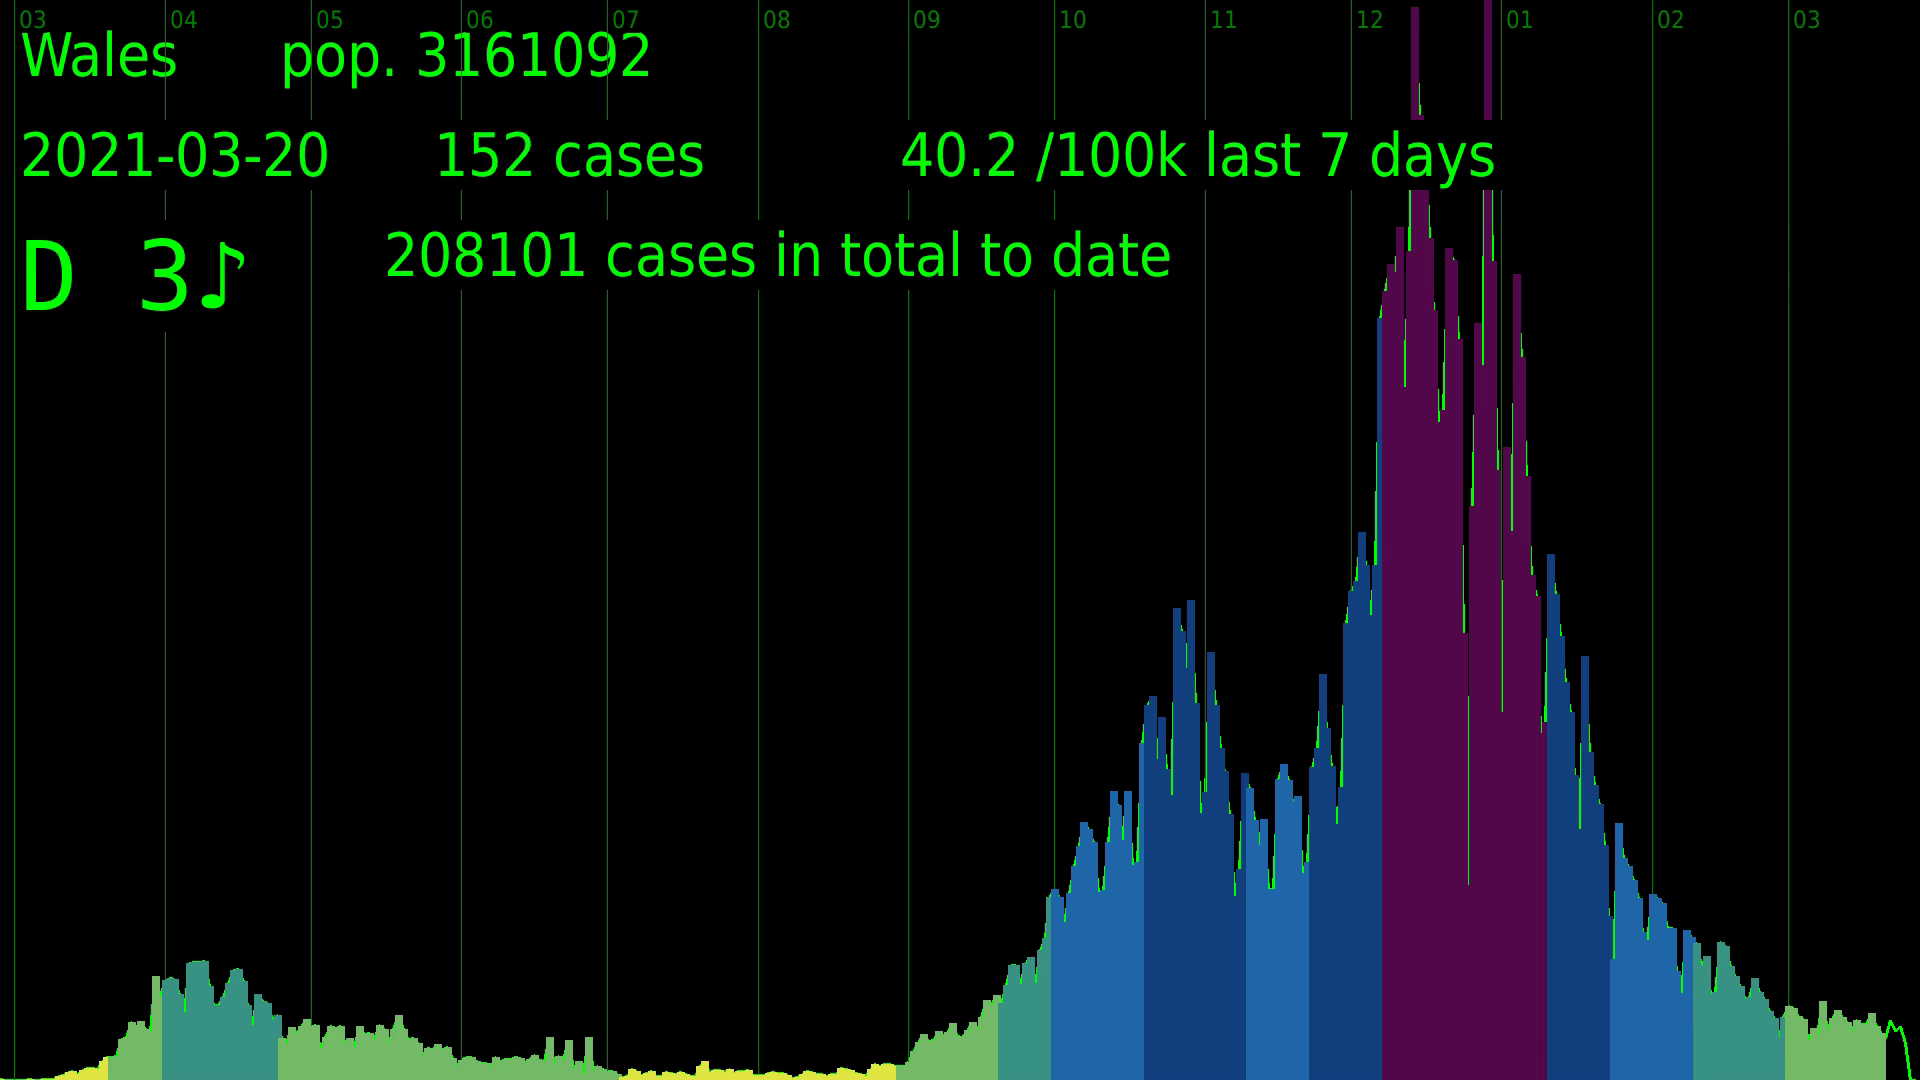 03 04 05 06 07 08 09 10 11 12 01 02 03
Wales pop. 3161092
2021-03-20 152 cases 40.2 /100k last 7 days
D 3♪ 208101 cases in total to date